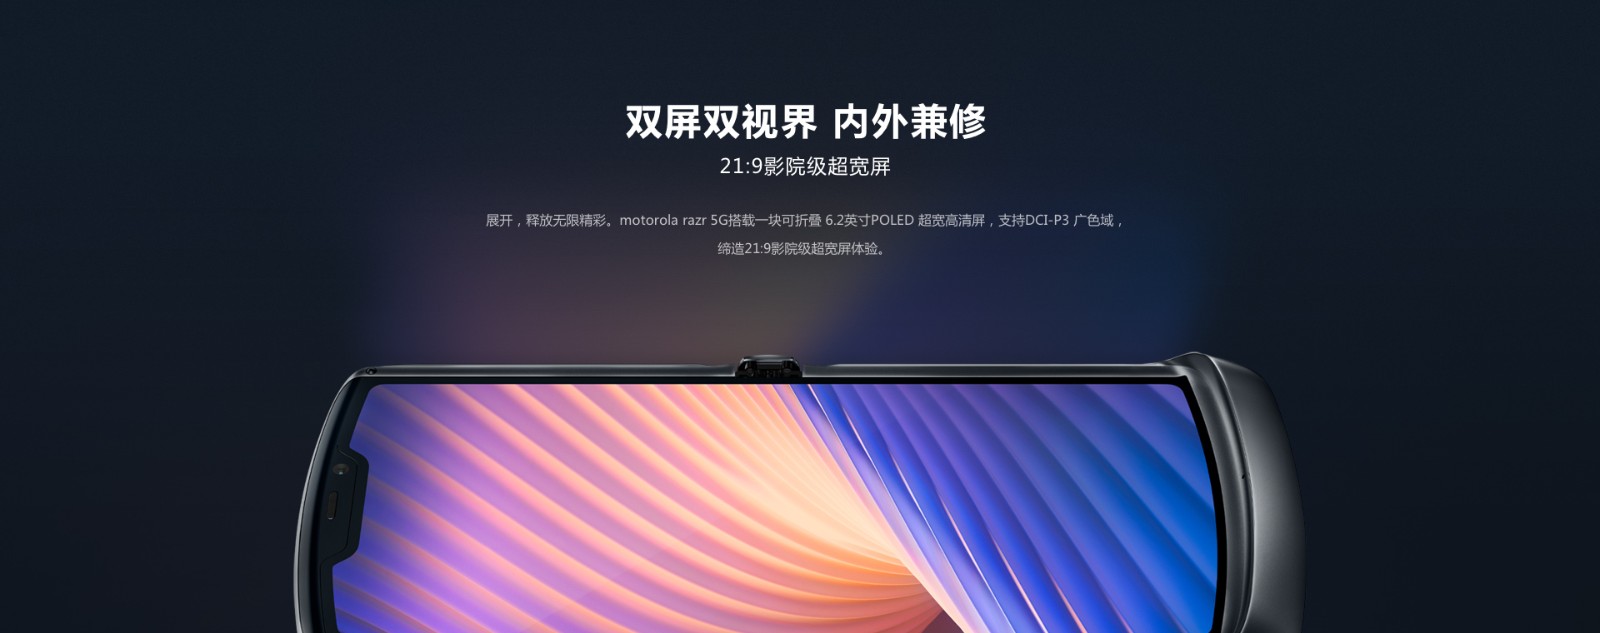 双屏双视界 内外兼修
21:9影院级超宽屏
展开，释放无限精彩。motorola razr 5G搭载一块可折叠 6.2英寸POLED 超宽高清屏，支持DCI-P3 广色域，
缔造21:9影院级超宽屏体验。